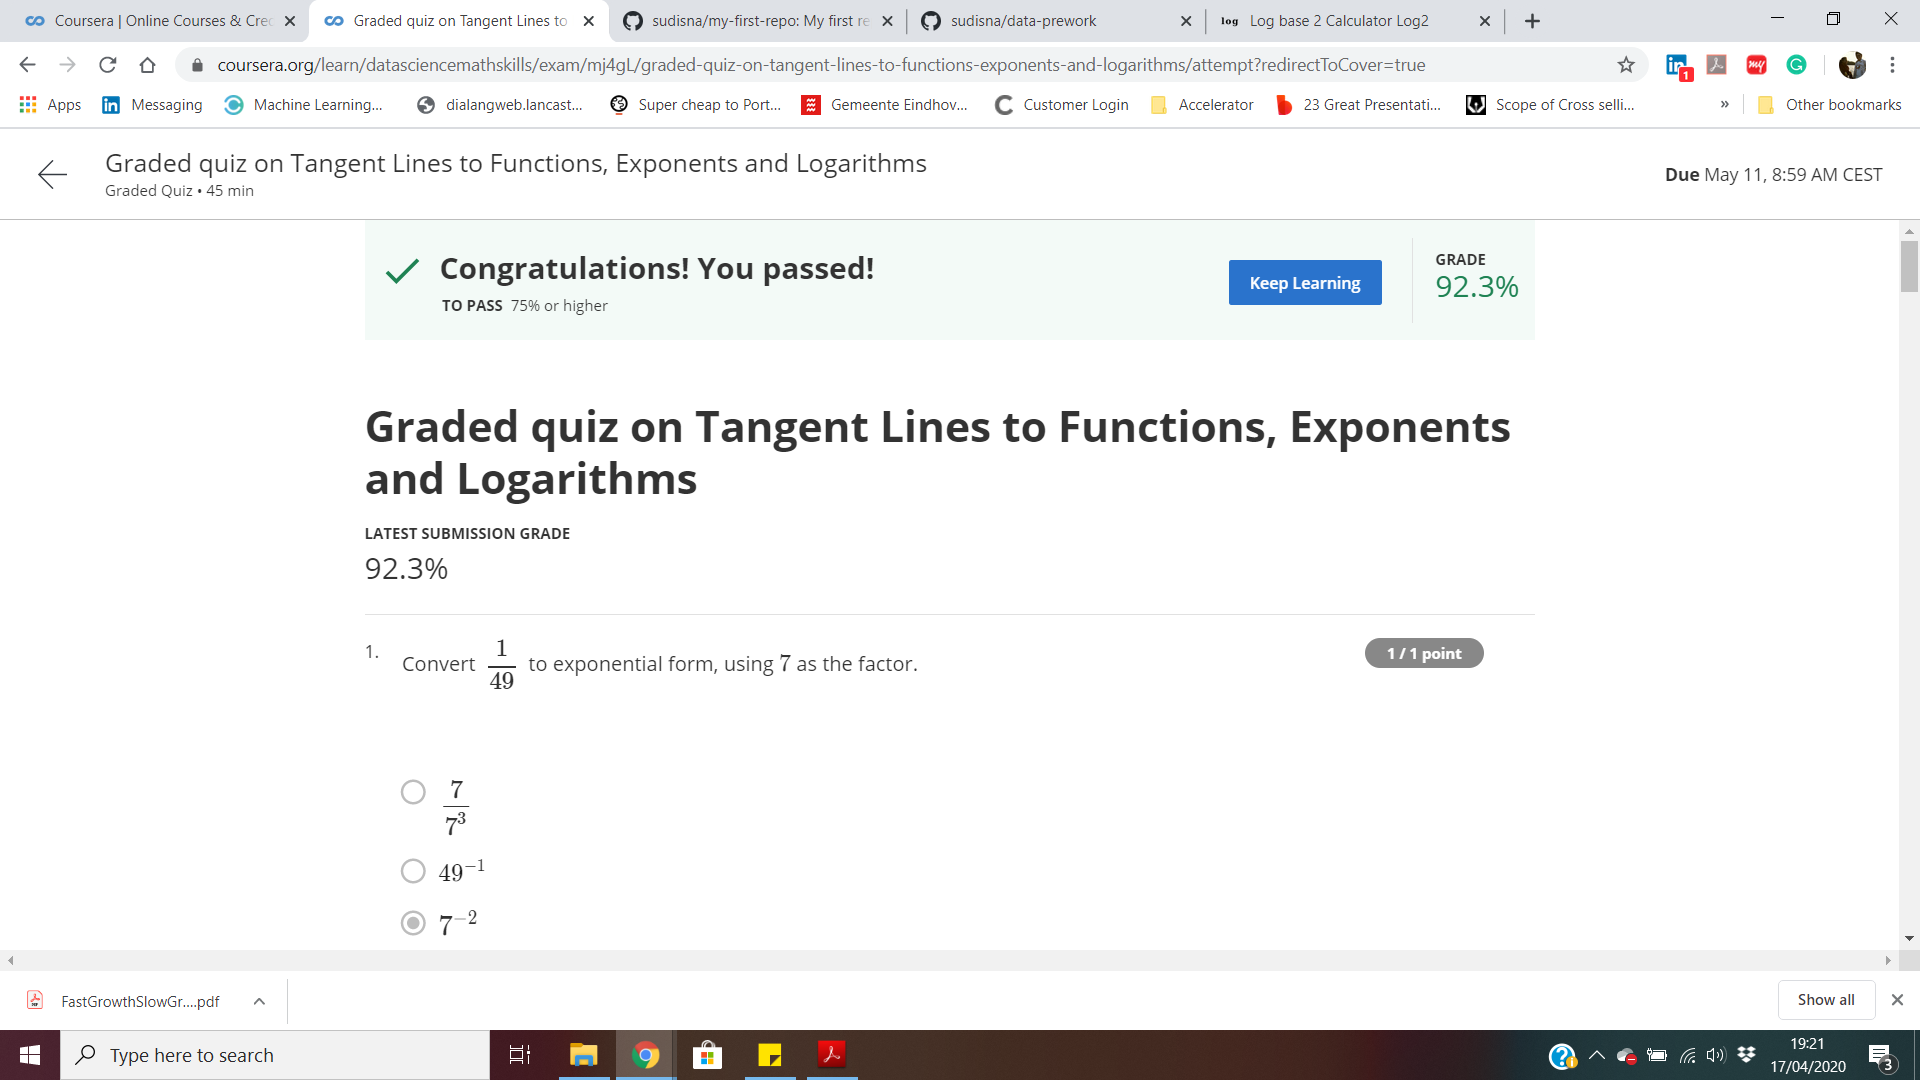 Coursera | Online Courses & Cre
Graded quiz on Tangent Lines to
sudisna/my-first-repo: My first re
sudisna/data-prework
log Log base 2 Calculator Log2
coursera.org/learn/datasciencemathskills/exam/mj4gL/graded-quiz-on-tangent-lines-to-functions-exponents-and-logarithms/attempt?redirectToCover=true
in 1
my
G
Apps
in Messaging
Machine Learning...
dialangweb.lancast...
Super cheap to Port...
Gemeente Eindhov...
Customer Login
Accelerator
23 Great Presentati...
Scope of Cross selli...
»
Other bookmarks
Graded quiz on Tangent Lines to Functions, Exponents and Logarithms
Graded Quiz • 45 min
Due May 11, 8:59 AM CEST
Congratulations! You passed!
TO PASS 75% or higher
Keep Learning
GRADE
92.3%
Graded quiz on Tangent Lines to Functions, Exponents
and Logarithms
LATEST SUBMISSION GRADE
92.3%
1. Convert 1/49 to exponential form, using 7 as the factor.
1 / 1 point
7/7³
49⁻¹
7⁻²
FastGrowthSlowGr....pdf
Show all
Type here to search
19:21
17/04/2020
3